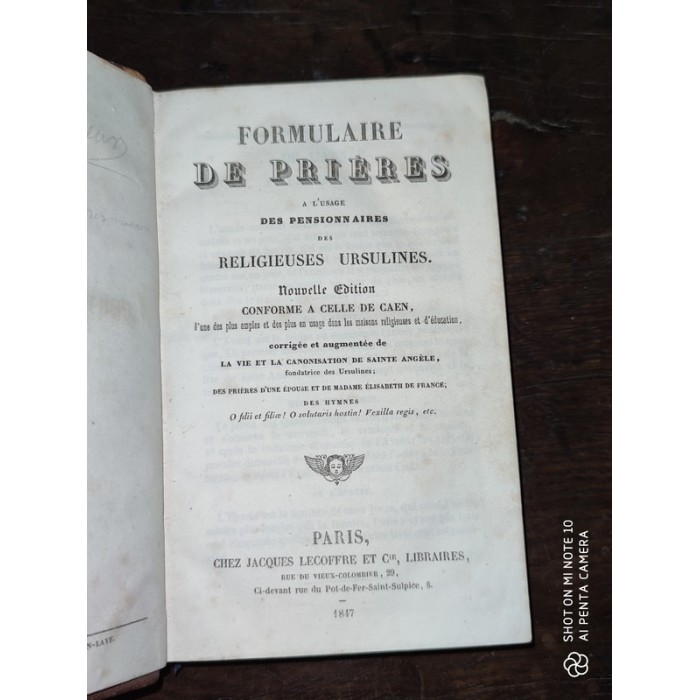 FORMULAIRE
DE PRIÈRES
A L'USAGE
DES PENSIONNAIRES
DES
RELIGIEUSES URSULINES.
Nouvelle Edition
CONFORME A CELLE DE CAEN,
d'une des plus amples et des plus en usage dans les maisons religieuses et d'éducation,
corrigée et augmentée de
LA VIE ET LA CANONISATION DE SAINTE ANGÈLE,
fondatrice des Ursulines;
DES PRIÈRES D'UNE ÉPOUSE ET DE MADAME ÉLISABETH DE FRANCE;
DES HYMNES
O filii et filiæ! O salutaris hostia! Vexilla regis, etc.
PARIS,
CHEZ JACQUES LECOFFRE ET Cie, LIBRAIRES,
RUE DU VIEUX-COLOMBIER, 29,
Ci-devant rue du Pot-de-Fer-Saint-Sulpice, 8.
1847
N-LAYE.
SHOT ON MI NOTE 10
AI PENTA CAMERA